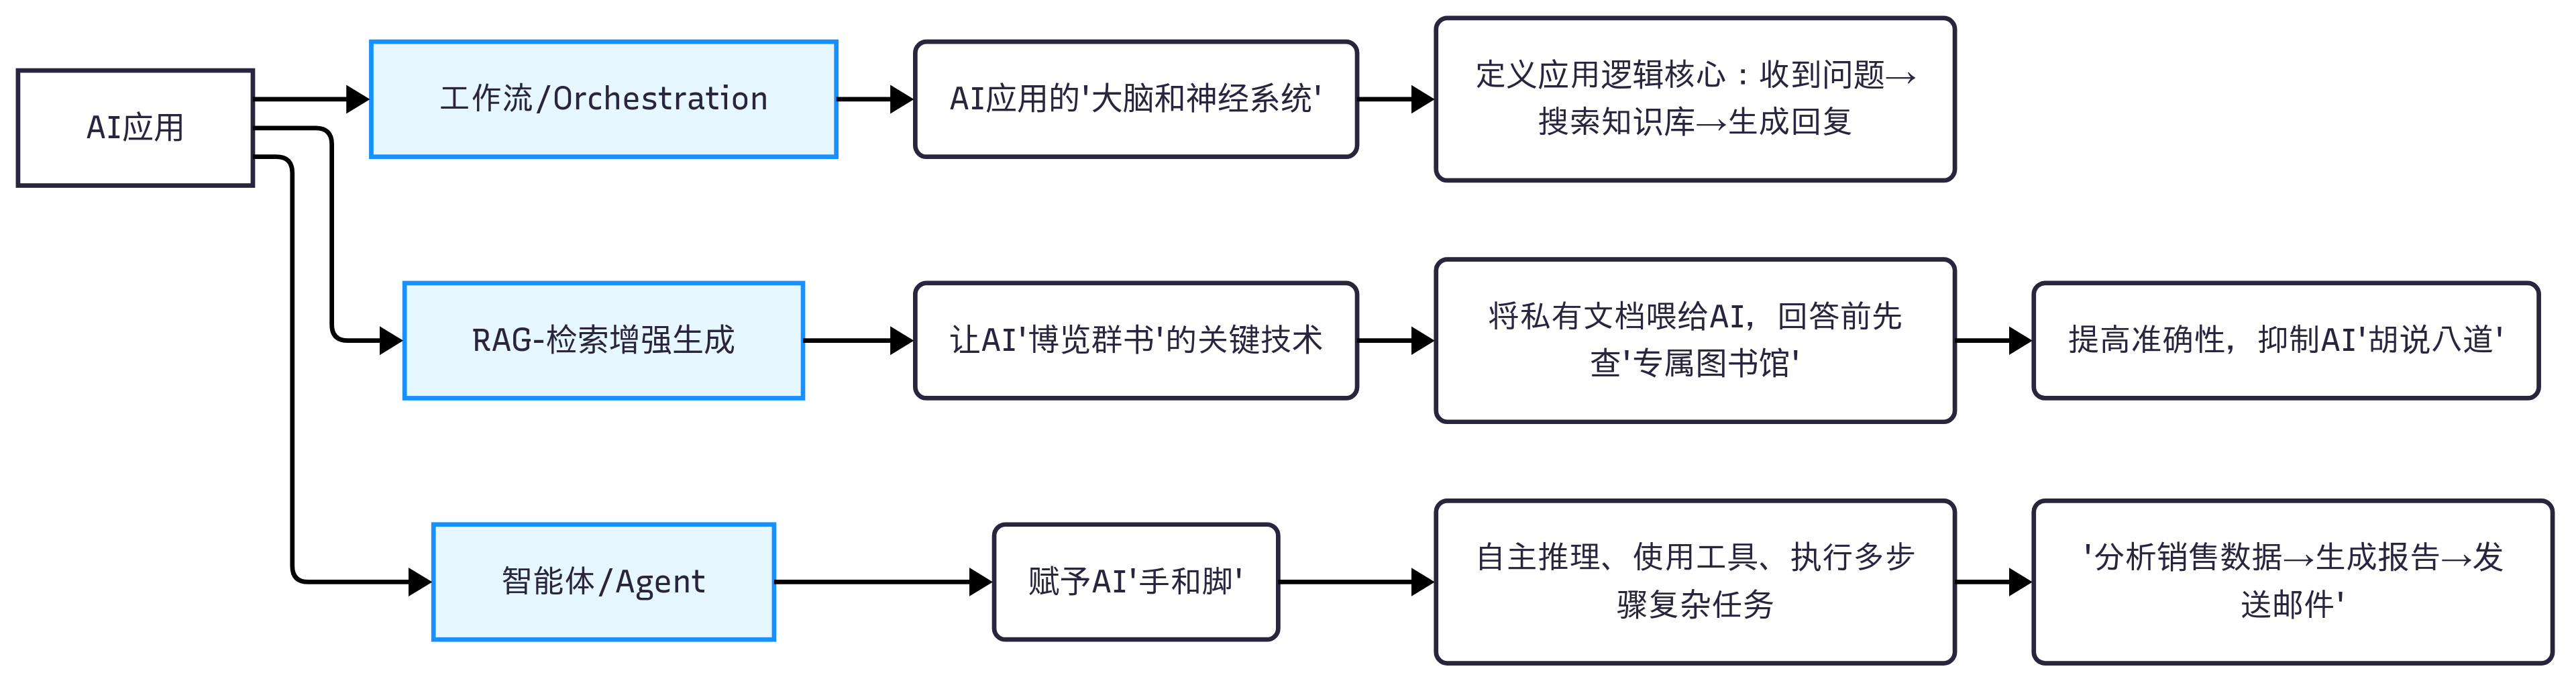 AI应用
工作流/Orchestration
AI应用的'大脑和神经系统'
定义应用逻辑核心：收到问题→
搜索知识库→生成回复
RAG-检索增强生成
让AI'博览群书'的关键技术
将私有文档喂给AI，回答前先
查'专属图书馆'
提高准确性，抑制AI'胡说八道'
智能体/Agent
赋予AI'手和脚'
自主推理、使用工具、执行多步
骤复杂任务
'分析销售数据→生成报告→发
送邮件'